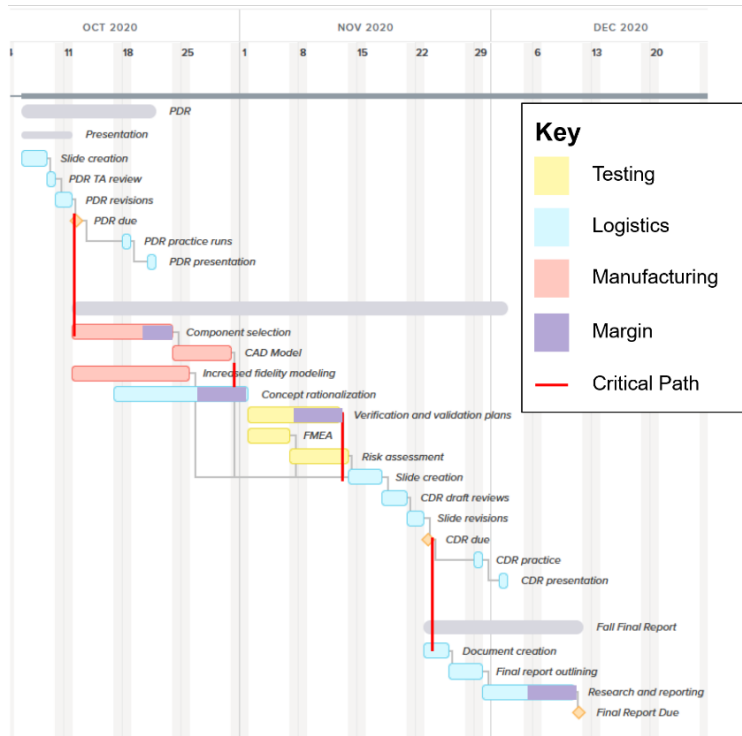 OCT 2020 NOV 2020 DEC 2020
11 18 25 1 8 15 22 29 6 13 20
PDR
Presentation
Slide creation
PDR TA review
PDR revisions
PDR due
PDR practice runs
PDR presentation
Component selection
CAD Model
Increased fidelity modeling
Concept rationalization
Verification and validation plans
FMEA
Risk assessment
Slide creation
CDR draft reviews
Slide revisions
CDR due
CDR practice
CDR presentation
Fall Final Report
Document creation
Final report outlining
Research and reporting
Final Report Due
Key
Testing
Logistics
Manufacturing
Margin
Critical Path